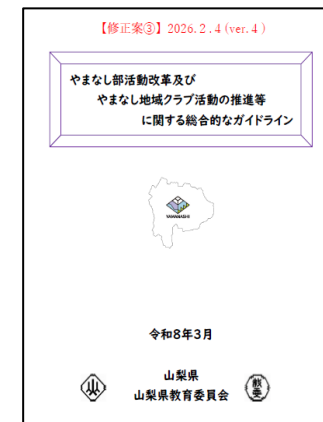 【修正案③】2026.2.4(ver.4)
やまなし部活動改革及び
やまなし地域クラブ活動の推進等
に関する総合的なガイドライン
YAMANASHI
令和8年3月
山梨県
山梨県教育委員会
教委